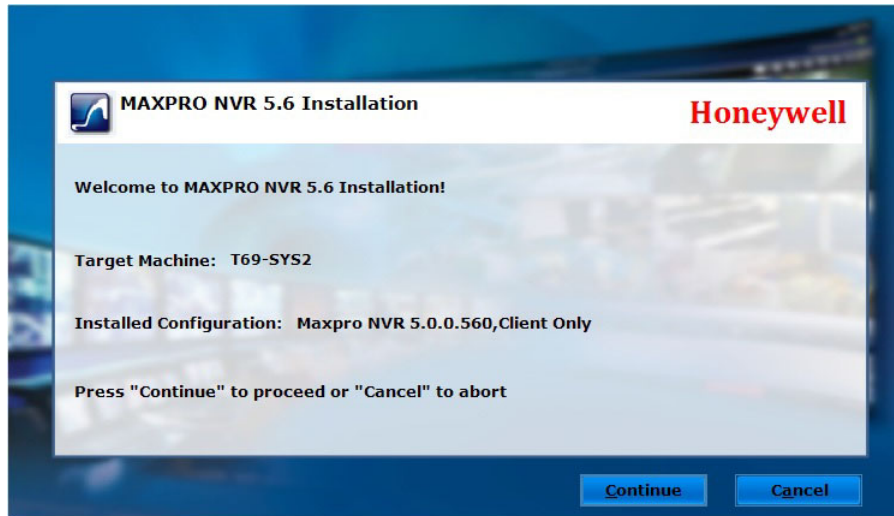 MAXPRO NVR 5.6 Installation
Honeywell
Welcome to MAXPRO NVR 5.6 Installation!
Target Machine: T69-SYS2
Installed Configuration: Maxpro NVR 5.0.0.560,Client Only
Press "Continue" to proceed or "Cancel" to abort
Continue
Cancel